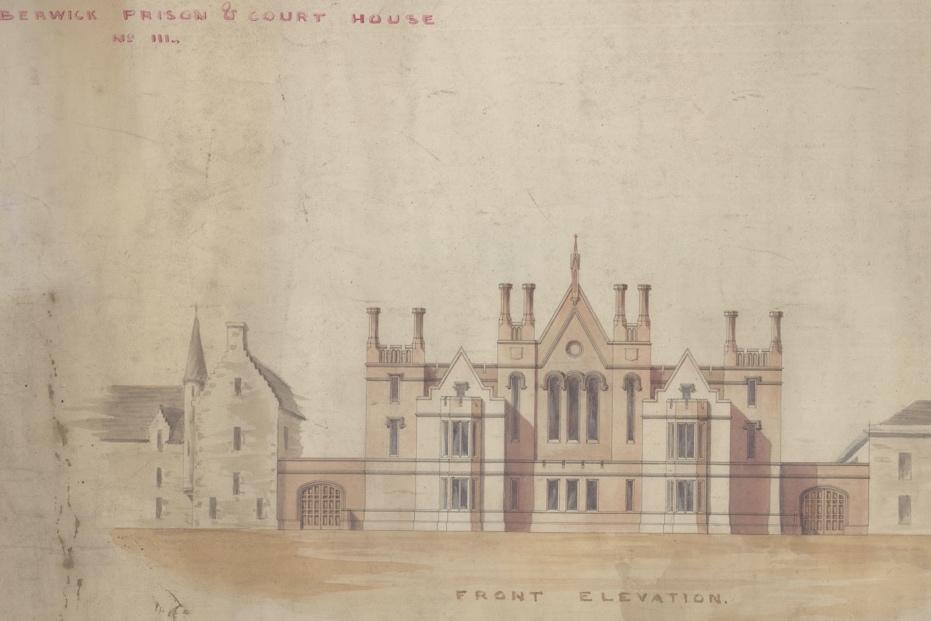 BERWICK PRISON & COURT HOUSE
No III.
FRONT ELEVATION.